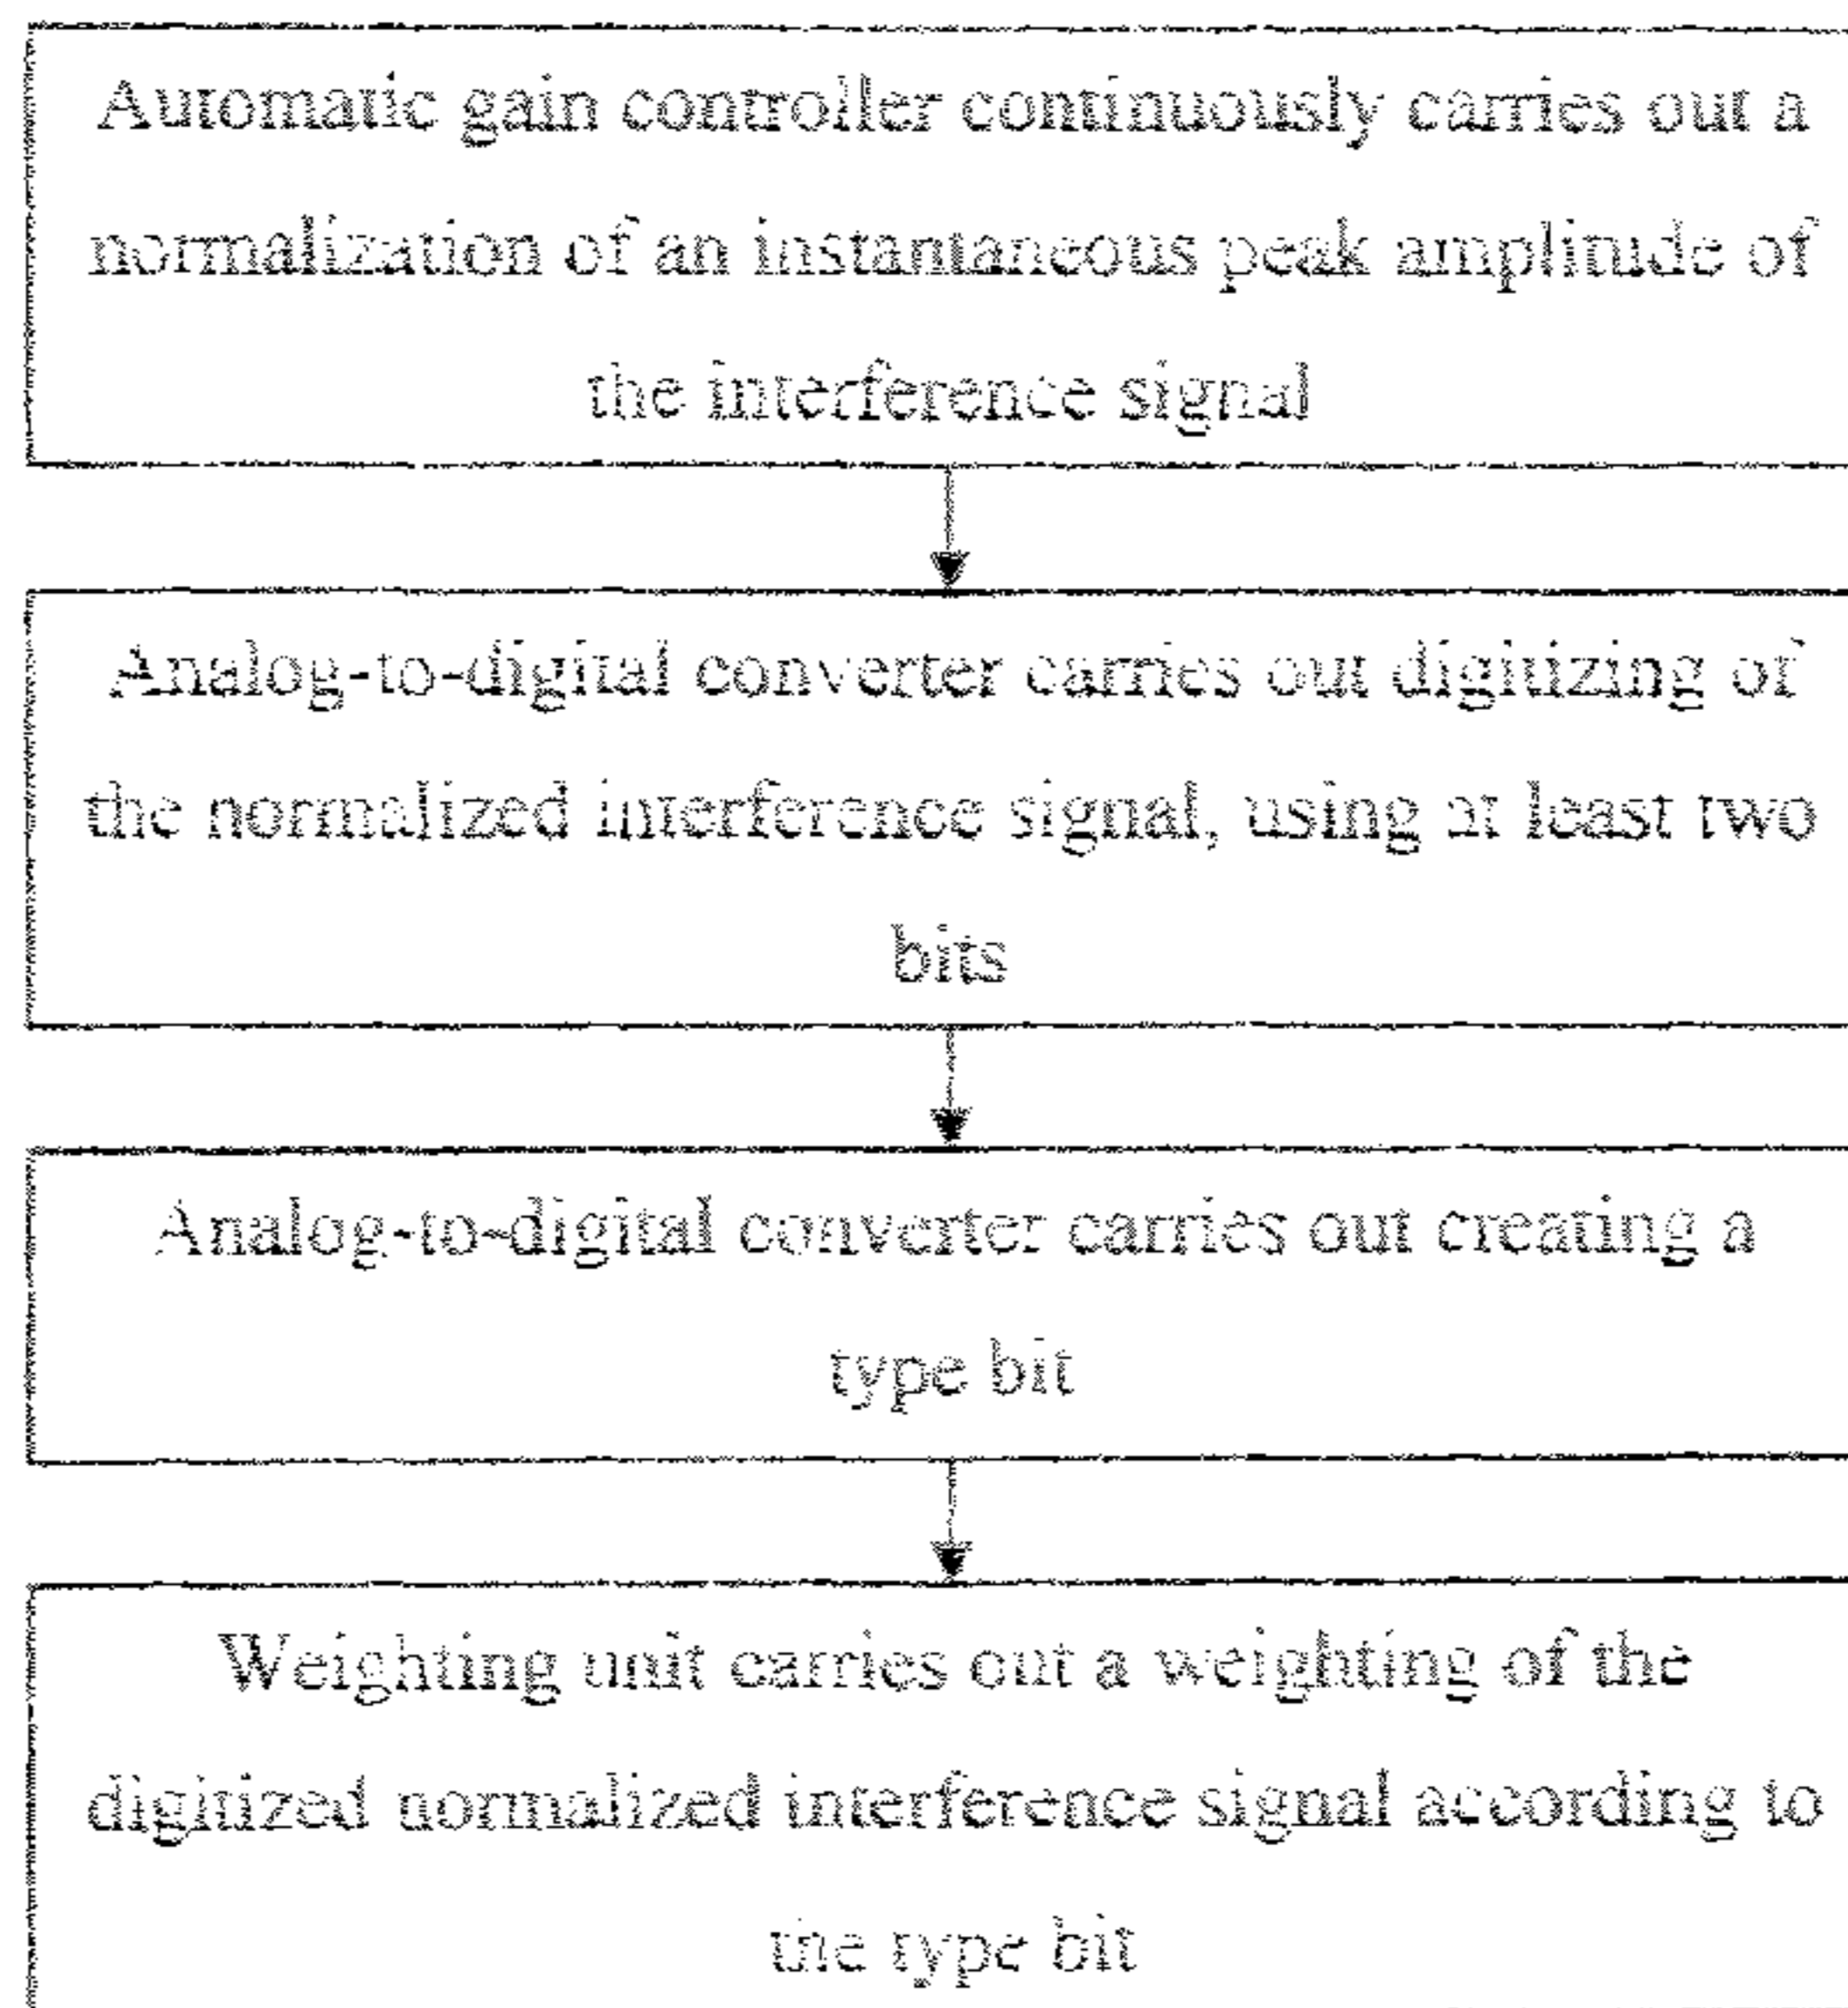 Automatic gain controller continuously carries out a
normalization of an instantaneous peak amplitude of
the interference signal
Analog-to-digital converter carries out digitizing of
the normalized interference signal, using at least two
bits
Analog-to-digital converter carries out creating a
type bit
Weighting unit carries out a weighting of the
digitized normalized interference signal according to
the type bit